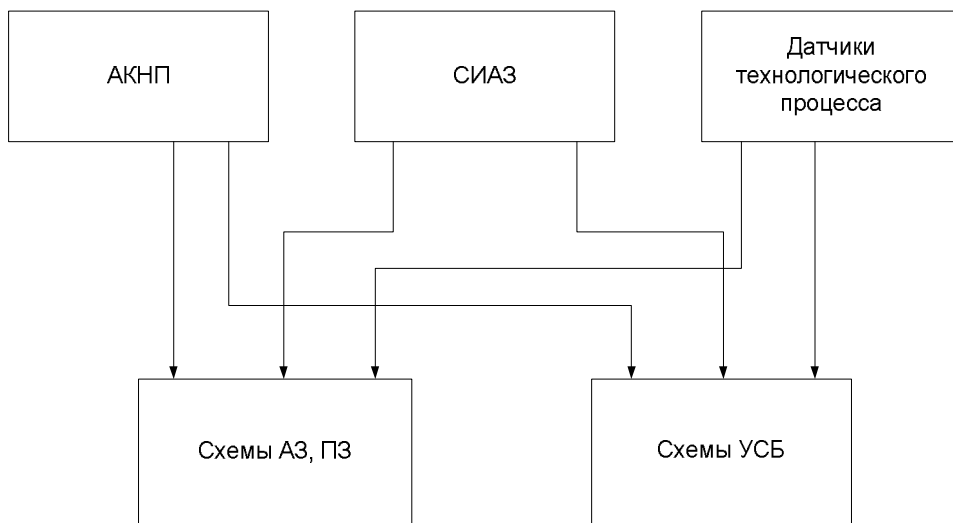 АКНП
СИАЗ
Датчики
технологического
процесса
Схемы АЗ, ПЗ
Схемы УСБ